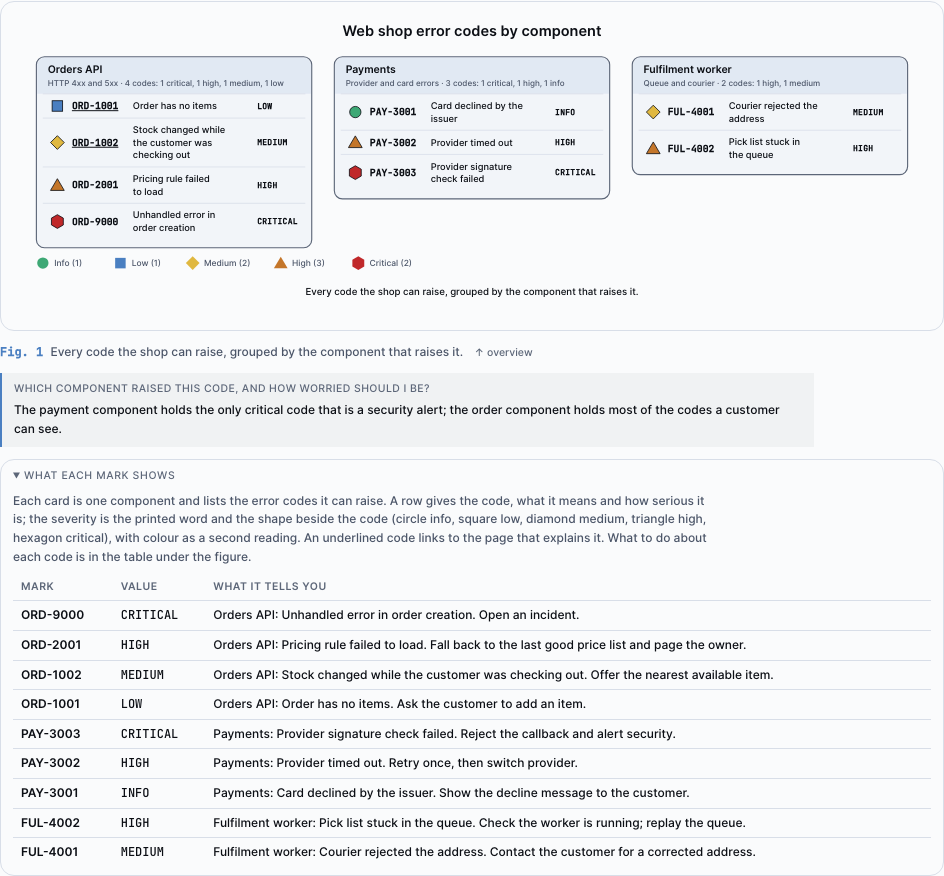 Web shop error codes by component
Orders API
HTTP 4xx and 5xx · 4 codes: 1 critical, 1 high, 1 medium, 1 low
ORD-1001 Order has no items LOW
ORD-1002 Stock changed while the customer was checking out MEDIUM
ORD-2001 Pricing rule failed to load HIGH
ORD-9000 Unhandled error in order creation CRITICAL
Payments
Provider and card errors · 3 codes: 1 critical, 1 high, 1 info
PAY-3001 Card declined by the issuer INFO
PAY-3002 Provider timed out HIGH
PAY-3003 Provider signature check failed CRITICAL
Fulfilment worker
Queue and courier · 2 codes: 1 high, 1 medium
FUL-4001 Courier rejected the address MEDIUM
FUL-4002 Pick list stuck in the queue HIGH
Info (1) Low (1) Medium (2) High (3) Critical (2)
Every code the shop can raise, grouped by the component that raises it.
Fig. 1 Every code the shop can raise, grouped by the component that raises it. ↑ overview
WHICH COMPONENT RAISED THIS CODE, AND HOW WORRIED SHOULD I BE?
The payment component holds the only critical code that is a security alert; the order component holds most of the codes a customer
can see.
▼ WHAT EACH MARK SHOWS
Each card is one component and lists the error codes it can raise. A row gives the code, what it means and how serious it
is; the severity is the printed word and the shape beside the code (circle info, square low, diamond medium, triangle high,
hexagon critical), with colour as a second reading. An underlined code links to the page that explains it. What to do about
each code is in the table under the figure.
MARK VALUE WHAT IT TELLS YOU
ORD-9000 CRITICAL Orders API: Unhandled error in order creation. Open an incident.
ORD-2001 HIGH Orders API: Pricing rule failed to load. Fall back to the last good price list and page the owner.
ORD-1002 MEDIUM Orders API: Stock changed while the customer was checking out. Offer the nearest available item.
ORD-1001 LOW Orders API: Order has no items. Ask the customer to add an item.
PAY-3003 CRITICAL Payments: Provider signature check failed. Reject the callback and alert security.
PAY-3002 HIGH Payments: Provider timed out. Retry once, then switch provider.
PAY-3001 INFO Payments: Card declined by the issuer. Show the decline message to the customer.
FUL-4002 HIGH Fulfilment worker: Pick list stuck in the queue. Check the worker is running; replay the queue.
FUL-4001 MEDIUM Fulfilment worker: Courier rejected the address. Contact the customer for a corrected address.